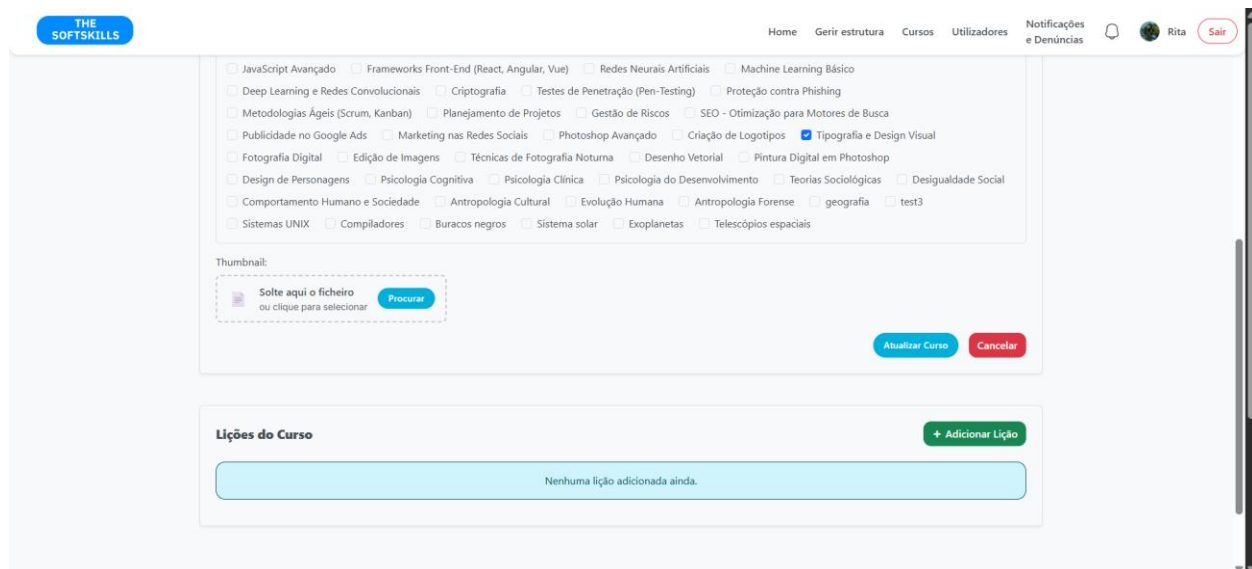 THE
SOFTSKILLS
Home Gerir estrutura Cursos Utilizadores Notificações e Denúncias Rita Sair
JavaScript Avançado Frameworks Front-End (React, Angular, Vue) Redes Neurais Artificiais Machine Learning Básico
Deep Learning e Redes Convolucionais Criptografia Testes de Penetração (Pen-Testing) Proteção contra Phishing
Metodologias Ágeis (Scrum, Kanban) Planejamento de Projetos Gestão de Riscos SEO - Otimização para Motores de Busca
Publicidade no Google Ads Marketing nas Redes Sociais Photoshop Avançado Criação de Logotipos Tipografia e Design Visual
Fotografia Digital Edição de Imagens Técnicas de Fotografia Noturna Desenho Vetorial Pintura Digital em Photoshop
Design de Personagens Psicologia Cognitiva Psicologia Clínica Psicologia do Desenvolvimento Teorias Sociológicas Desigualdade Social
Comportamento Humano e Sociedade Antropologia Cultural Evolução Humana Antropologia Forense geografia test3
Sistemas UNIX Compiladores Buracos negros Sistema solar Exoplanetas Telescópios espaciais
Thumbnail:
Solte aqui o ficheiro
ou clique para selecionar
Procurar
Atualizar Curso Cancelar
Lições do Curso + Adicionar Lição
Nenhuma lição adicionada ainda.